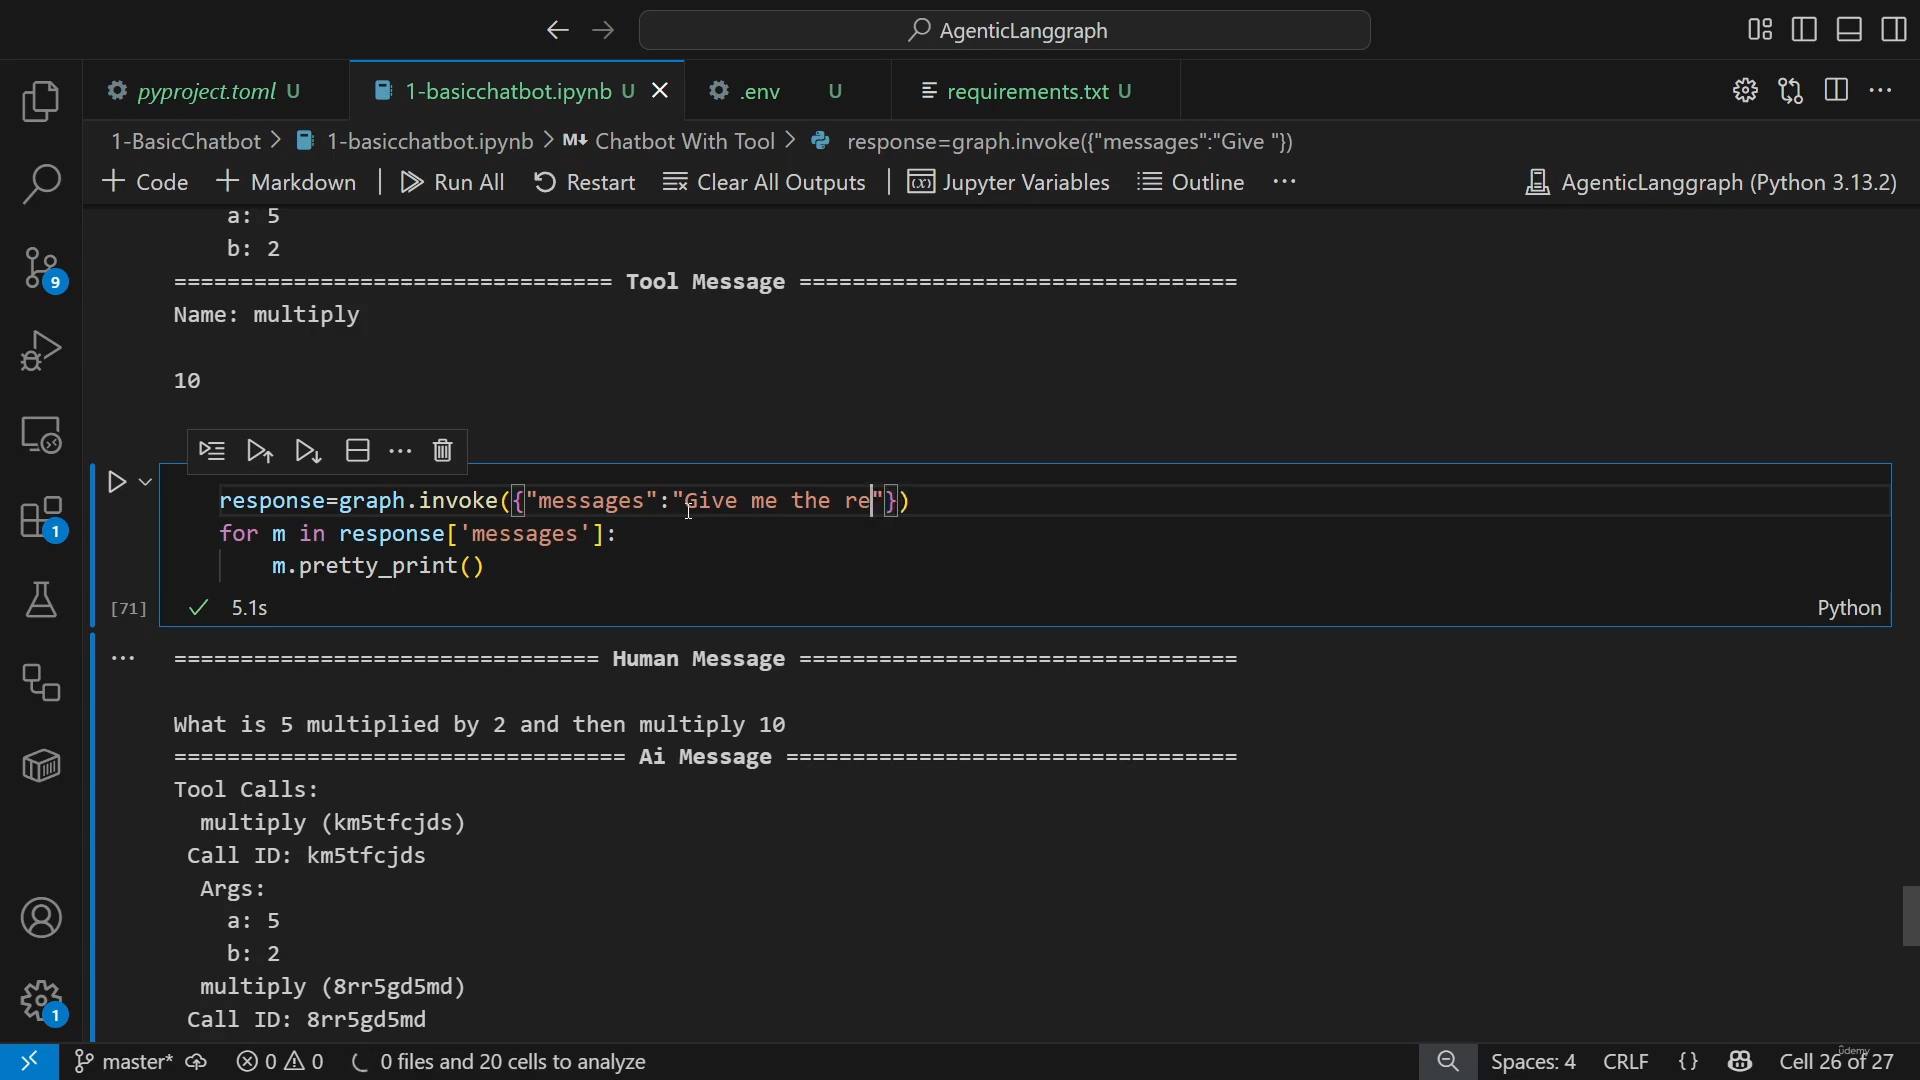 AgenticLanggraph
pyproject.toml U
1-basicchatbot.ipynb U
.env U
requirements.txt U
1-BasicChatbot > 1-basicchatbot.ipynb > M↓ Chatbot With Tool > response=graph.invoke({"messages":"Give "})
+ Code + Markdown | Run All Restart Clear All Outputs | Jupyter Variables Outline ... AgenticLanggraph (Python 3.13.2)
a: 5
b: 2
================================= Tool Message =================================
Name: multiply
10
response=graph.invoke({"messages":"Give me the re"})
for m in response['messages']:
m.pretty_print()
[71] 5.1s Python
================================ Human Message =================================
What is 5 multiplied by 2 and then multiply 10
================================== Ai Message ==================================
Tool Calls:
multiply (km5tfcjds)
Call ID: km5tfcjds
Args:
a: 5
b: 2
multiply (8rr5gd5md)
Call ID: 8rr5gd5md
9
1
1
master* 0 0 0 files and 20 cells to analyze Spaces: 4 CRLF {} Cell 26 of 27
udemy